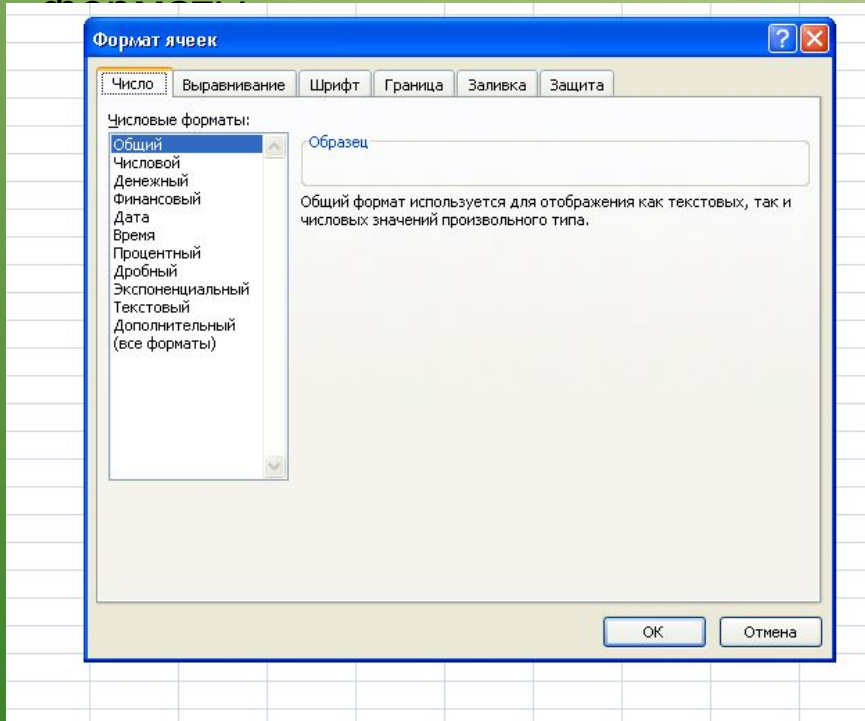 Формат ячеек
Число Выравнивание Шрифт Граница Заливка Защита
Числовые форматы:
Общий
Числовой
Денежный
Финансовый
Дата
Время
Процентный
Дробный
Экспоненциальный
Текстовый
Дополнительный
(все форматы)
Образец
Общий формат используется для отображения как текстовых, так и
числовых значений произвольного типа.
ОК Отмена